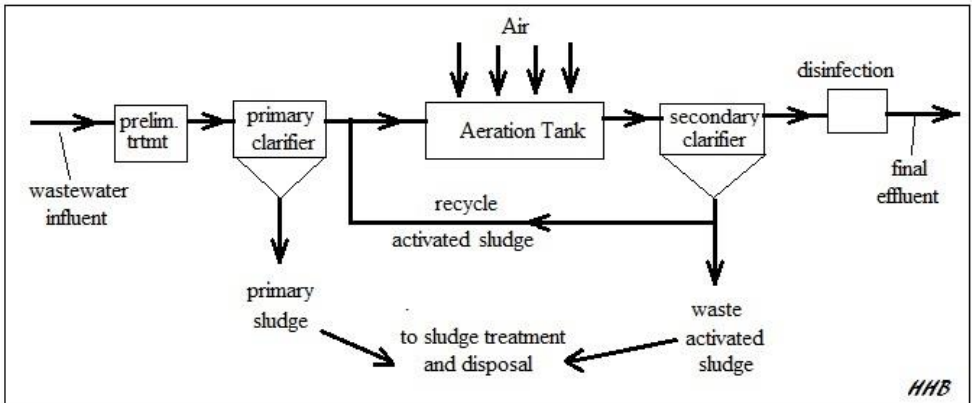 Air
disinfection
prelim.
trtmt
primary
clarifier
Aeration Tank
secondary
clarifier
wastewater
influent
final
effluent
recycle
activated sludge
primary
sludge
to sludge treatment
and disposal
waste
activated
sludge
HHB